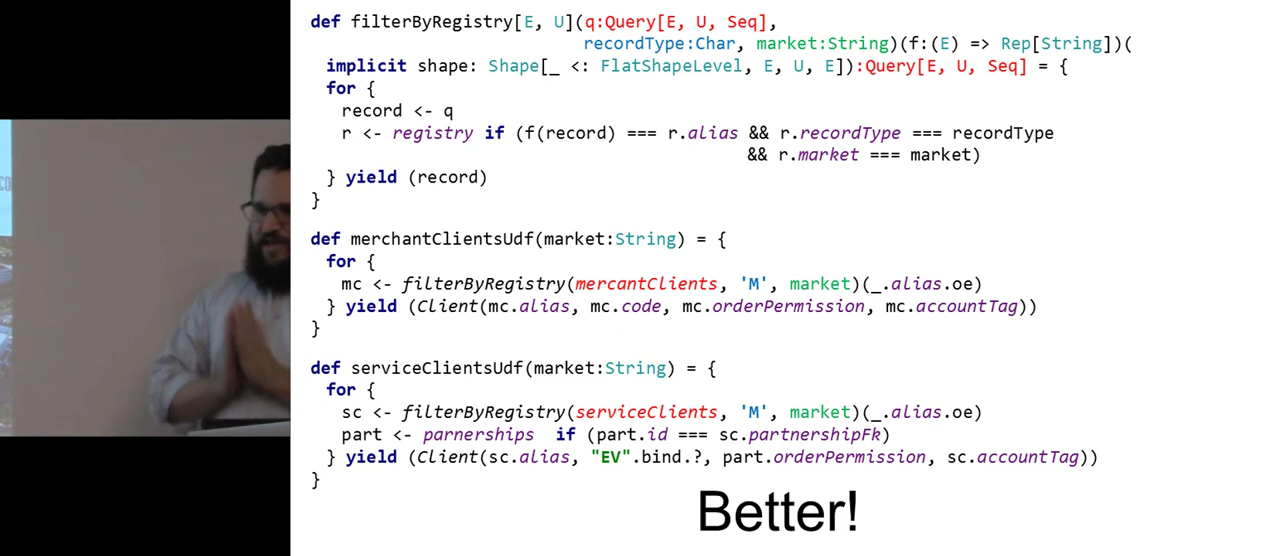 def filterByRegistry[E, U](q:Query[E, U, Seq],
recordType:Char, market:String)(f:(E) => Rep[String])(
implicit shape: Shape[_ <: FlatShapeLevel, E, U, E]):Query[E, U, Seq] = {
for {
record <- q
r <- registry if (f(record) === r.alias && r.recordType === recordType
&& r.market === market)
} yield (record)
}
def merchantClientsUdf(market:String) = {
for {
mc <- filterByRegistry(mercantClients, 'M', market)(_.alias.oe)
} yield (Client(mc.alias, mc.code, mc.orderPermission, mc.accountTag))
}
def serviceClientsUdf(market:String) = {
for {
sc <- filterByRegistry(serviceClients, 'M', market)(_.alias.oe)
part <- parnerships if (part.id === sc.partnershipFk)
} yield (Client(sc.alias, "EV".bind.?, part.orderPermission, sc.accountTag))
}
Better!